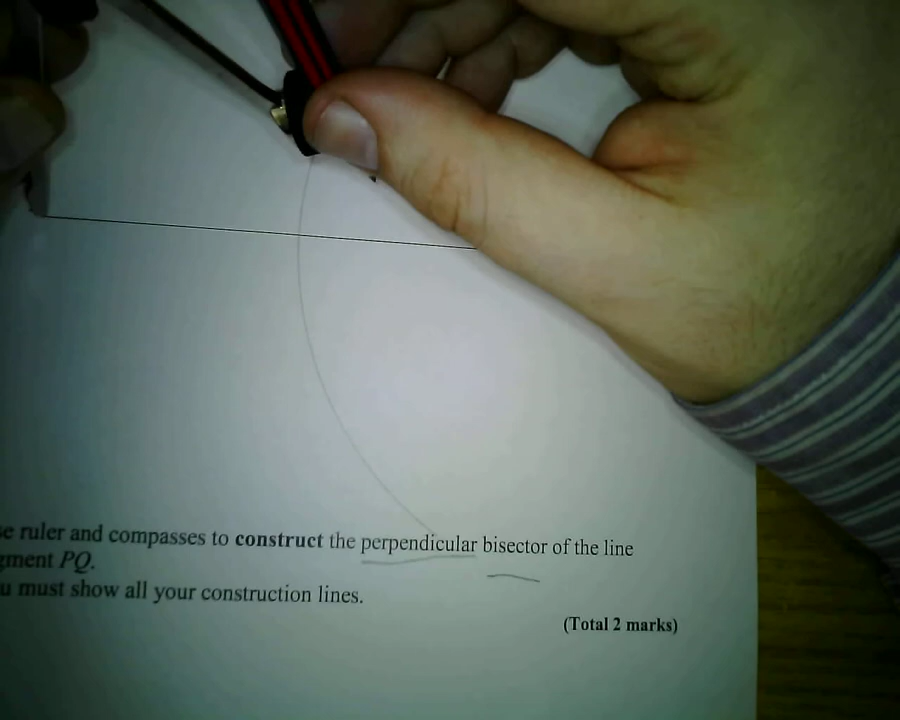 e ruler and compasses to construct the perpendicular bisector of the line
gment PQ.
u must show all your construction lines.
(Total 2 marks)